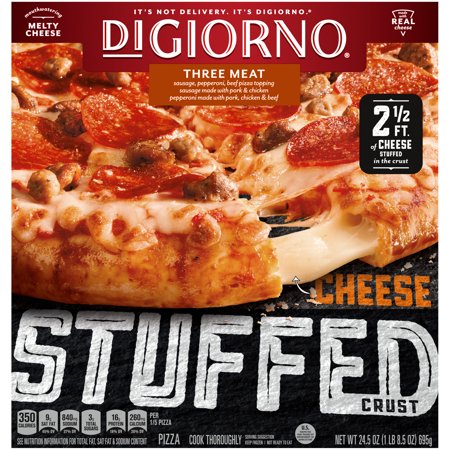 IT'S NOT DELIVERY. IT'S DIGIORNO.®
mouthwatering
MELTY
CHEESE
made with
REAL
cheese
DIGIORNO®
THREE MEAT
sausage, pepperoni, beef pizza topping
sausage made with pork & chicken
pepperoni made with pork, chicken & beef
2 1/2
FT.
of CHEESE
STUFFED
in the crust
CHEESE
STUFFED
CRUST
350 CALORIES
9g SAT FAT
840mg SODIUM
3g TOTAL SUGARS
16g PROTEIN
260mg CALCIUM
PER
1/5 PIZZA
SEE NUTRITION INFORMATION FOR TOTAL FAT, SAT FAT & SODIUM CONTENT
PIZZA
COOK THOROUGHLY
SERVING SUGGESTION
KEEP FROZEN • NOT READY TO EAT
NET WT 24.5 OZ (1 LB 8.5 OZ) 695g